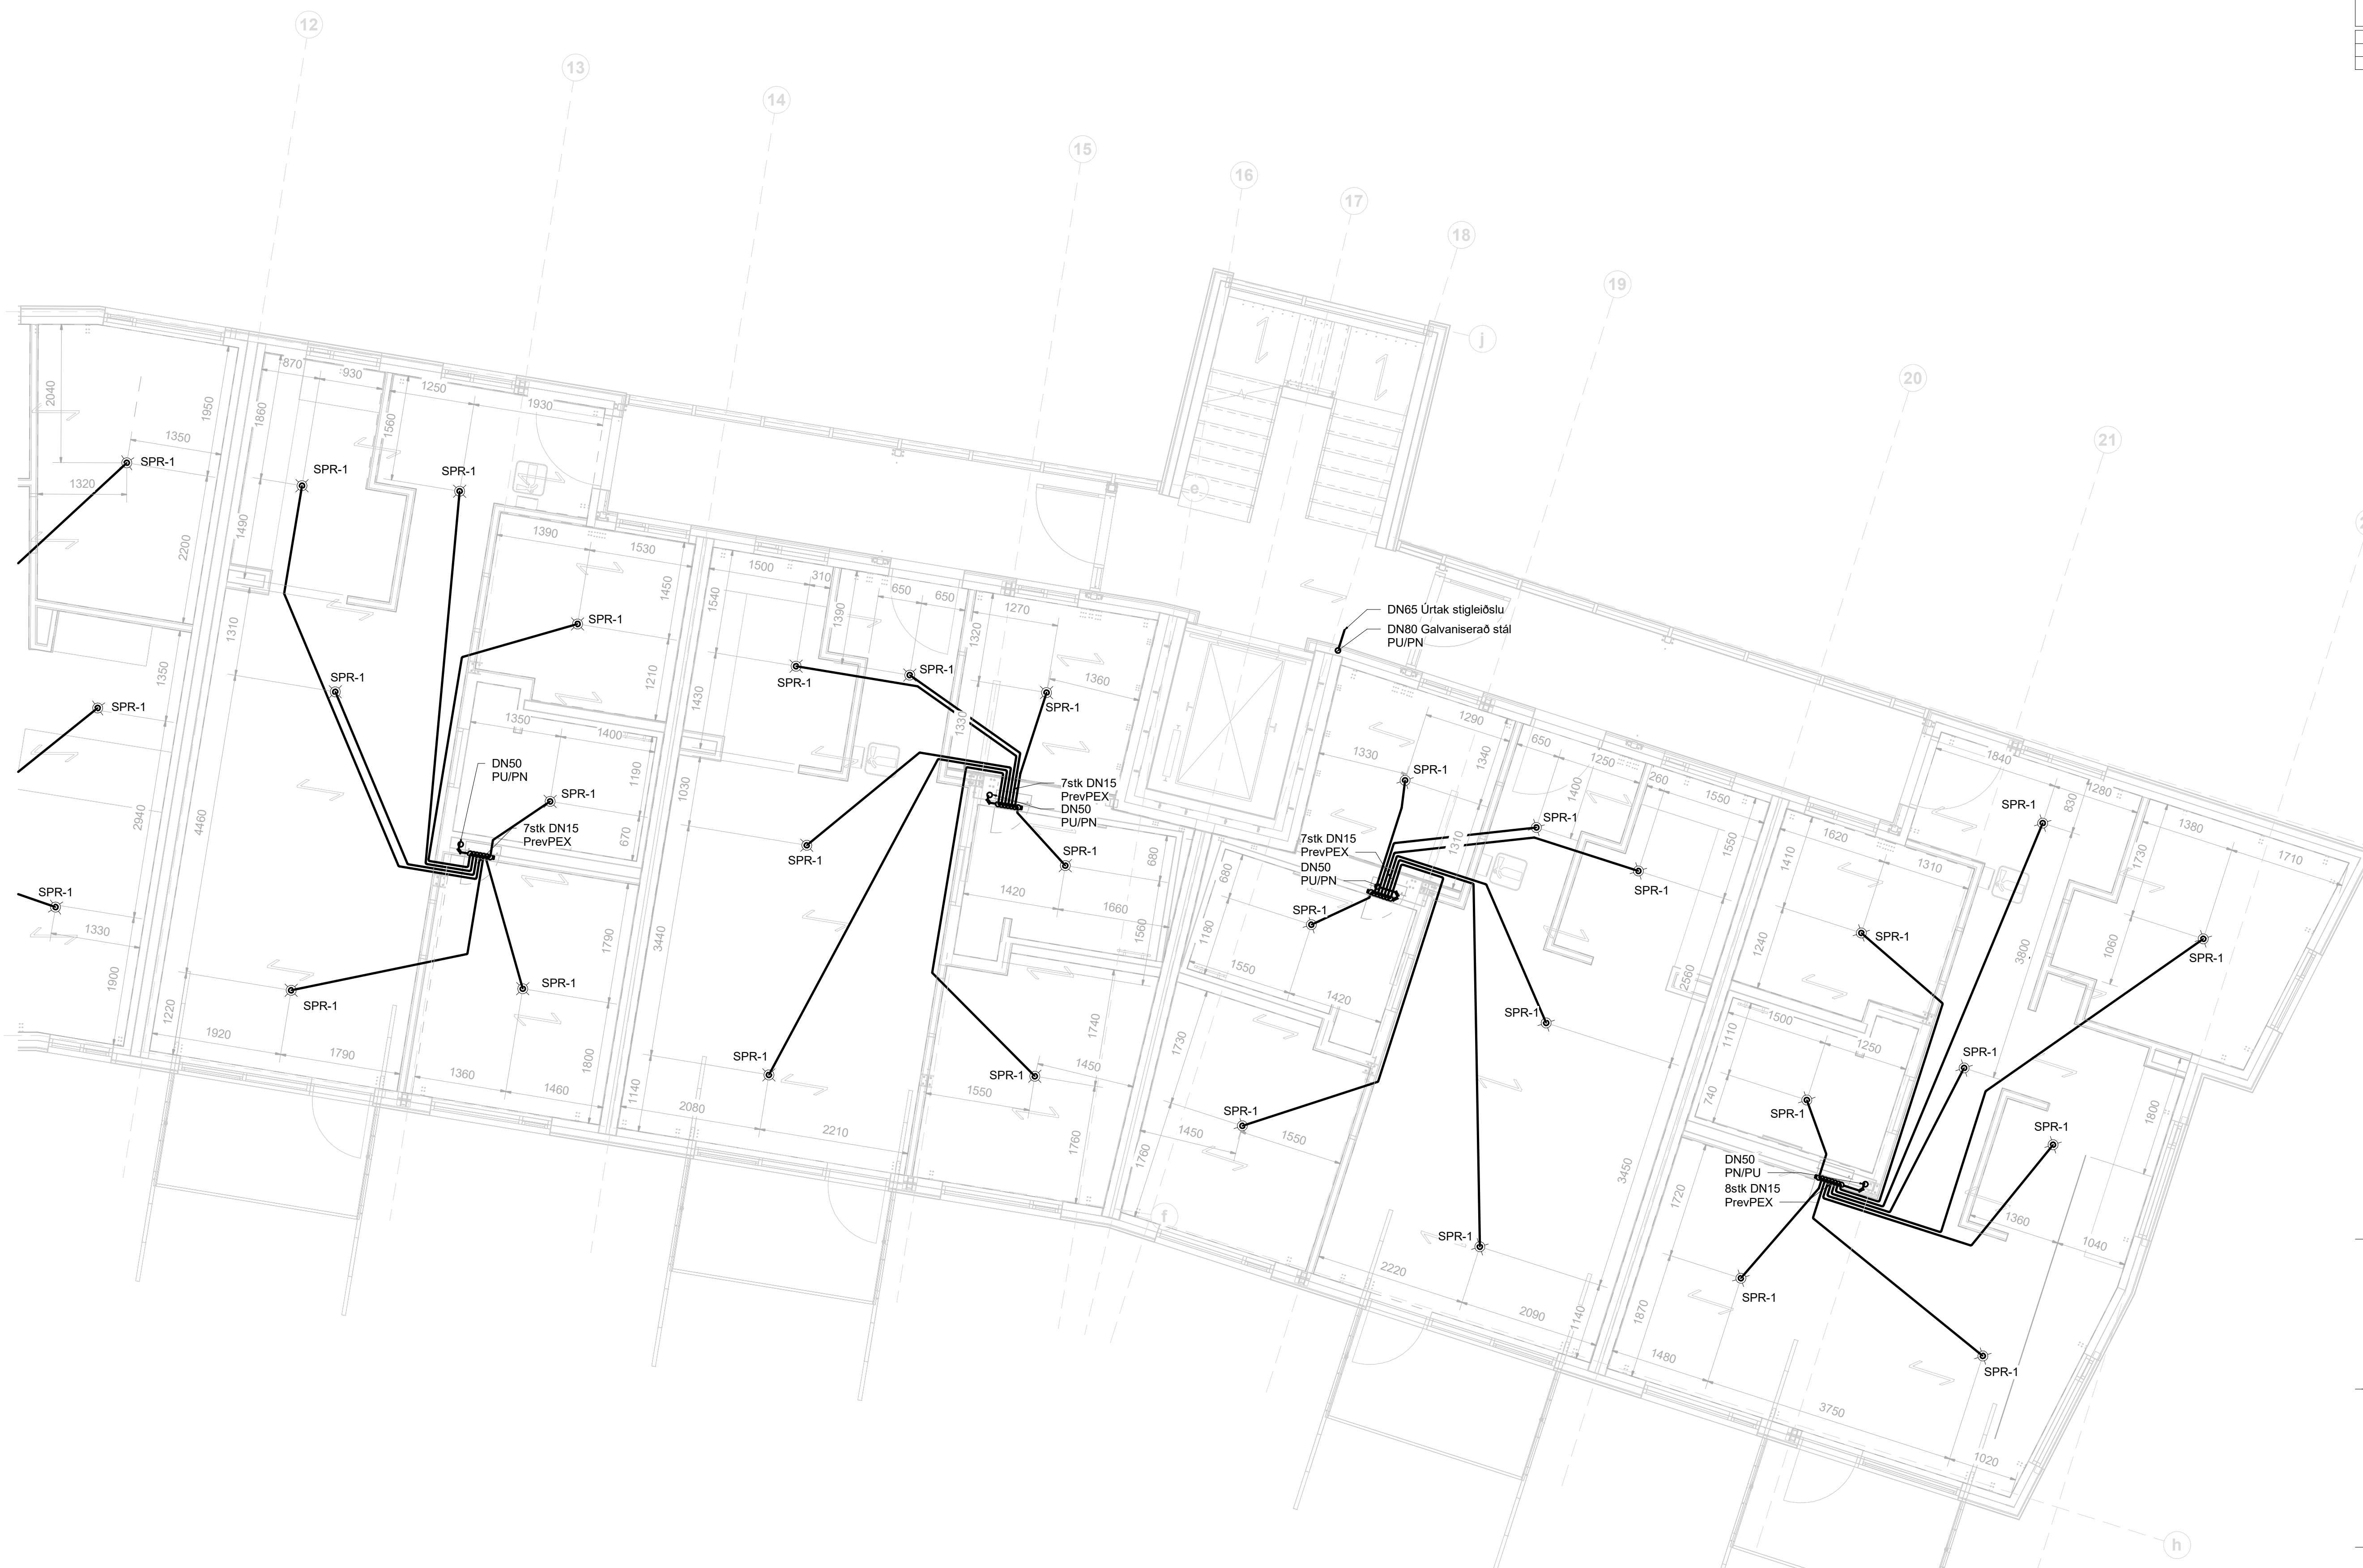 12
13
14
15
16
17
18
19
20
21
j
e
f
h
870
930
1250
1930
2040
1950
1860
1560
1350
SPR-1
SPR-1
SPR-1
1320
1490
2200
1390
1530
1450
1310
SPR-1
1210
SPR-1
1350
SPR-1
1350
1400
1190
DN50
PU/PN
SPR-1
7stk DN15
PrevPEX
670
2940
4460
SPR-1
1330
1900
1220
SPR-1
SPR-1
1790
1920
1790
1360
1460
1800
1500
310
650
650
1540
1390
1270
1320
1360
SPR-1
SPR-1
SPR-1
1430
1330
1030
7stk DN15
PrevPEX
DN50
PU/PN
SPR-1
SPR-1
680
1420
1660
1560
3440
1740
SPR-1
SPR-1
1450
1550
1140
2080
2210
1760
DN65 Úrtak stigleiðslu
DN80 Galvaniserað stál
PU/PN
1290
1330
1340
650
1250
260
1550
1400
SPR-1
SPR-1
1310
7stk DN15
PrevPEX
DN50
PU/PN
1550
SPR-1
680
SPR-1
1180
1550
1420
2560
SPR-1
1730
SPR-1
1450
1550
1760
3450
SPR-1
2220
2090
1140
1840
1280
830
SPR-1
1380
1710
1620
1310
1410
1730
SPR-1
1240
3800
1060
SPR-1
1500
1250
1110
SPR-1
740
SPR-1
1800
SPR-1
DN50
PN/PU
8stk DN15
PrevPEX
1720
1360
1040
SPR-1
1870
SPR-1
1480
3750
1020